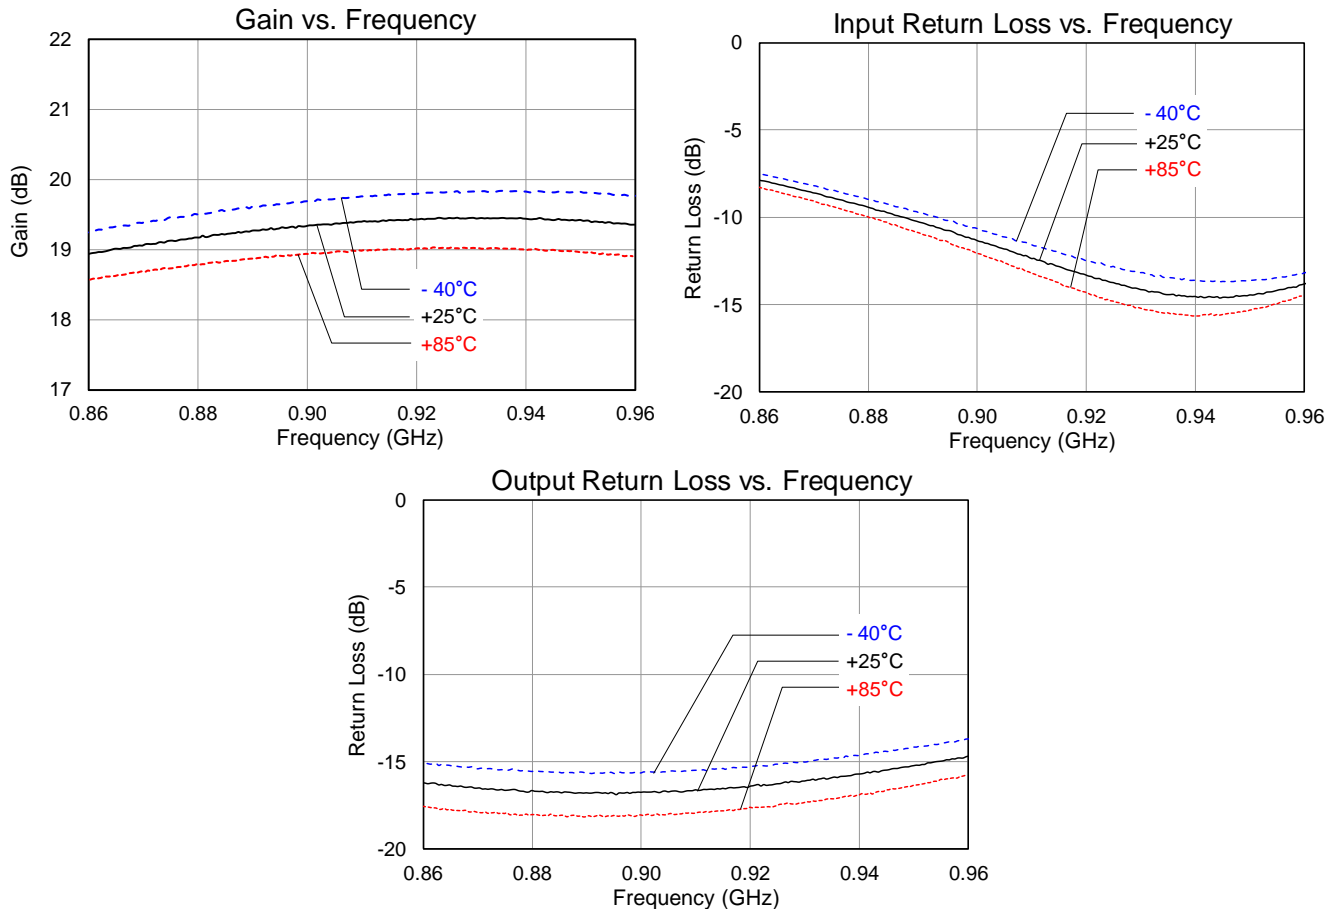 Gain vs. Frequency
22
21
20
19
18
17
Gain (dB)
- 40°C
+25°C
+85°C
0.86
0.88
0.90
0.92
0.94
0.96
Frequency (GHz)
Input Return Loss vs. Frequency
0
-5
-10
-15
-20
Return Loss (dB)
- 40°C
+25°C
+85°C
0.86
0.88
0.90
0.92
0.94
0.96
Frequency (GHz)
Output Return Loss vs. Frequency
0
-5
-10
-15
-20
Return Loss (dB)
- 40°C
+25°C
+85°C
0.86
0.88
0.90
0.92
0.94
0.96
Frequency (GHz)